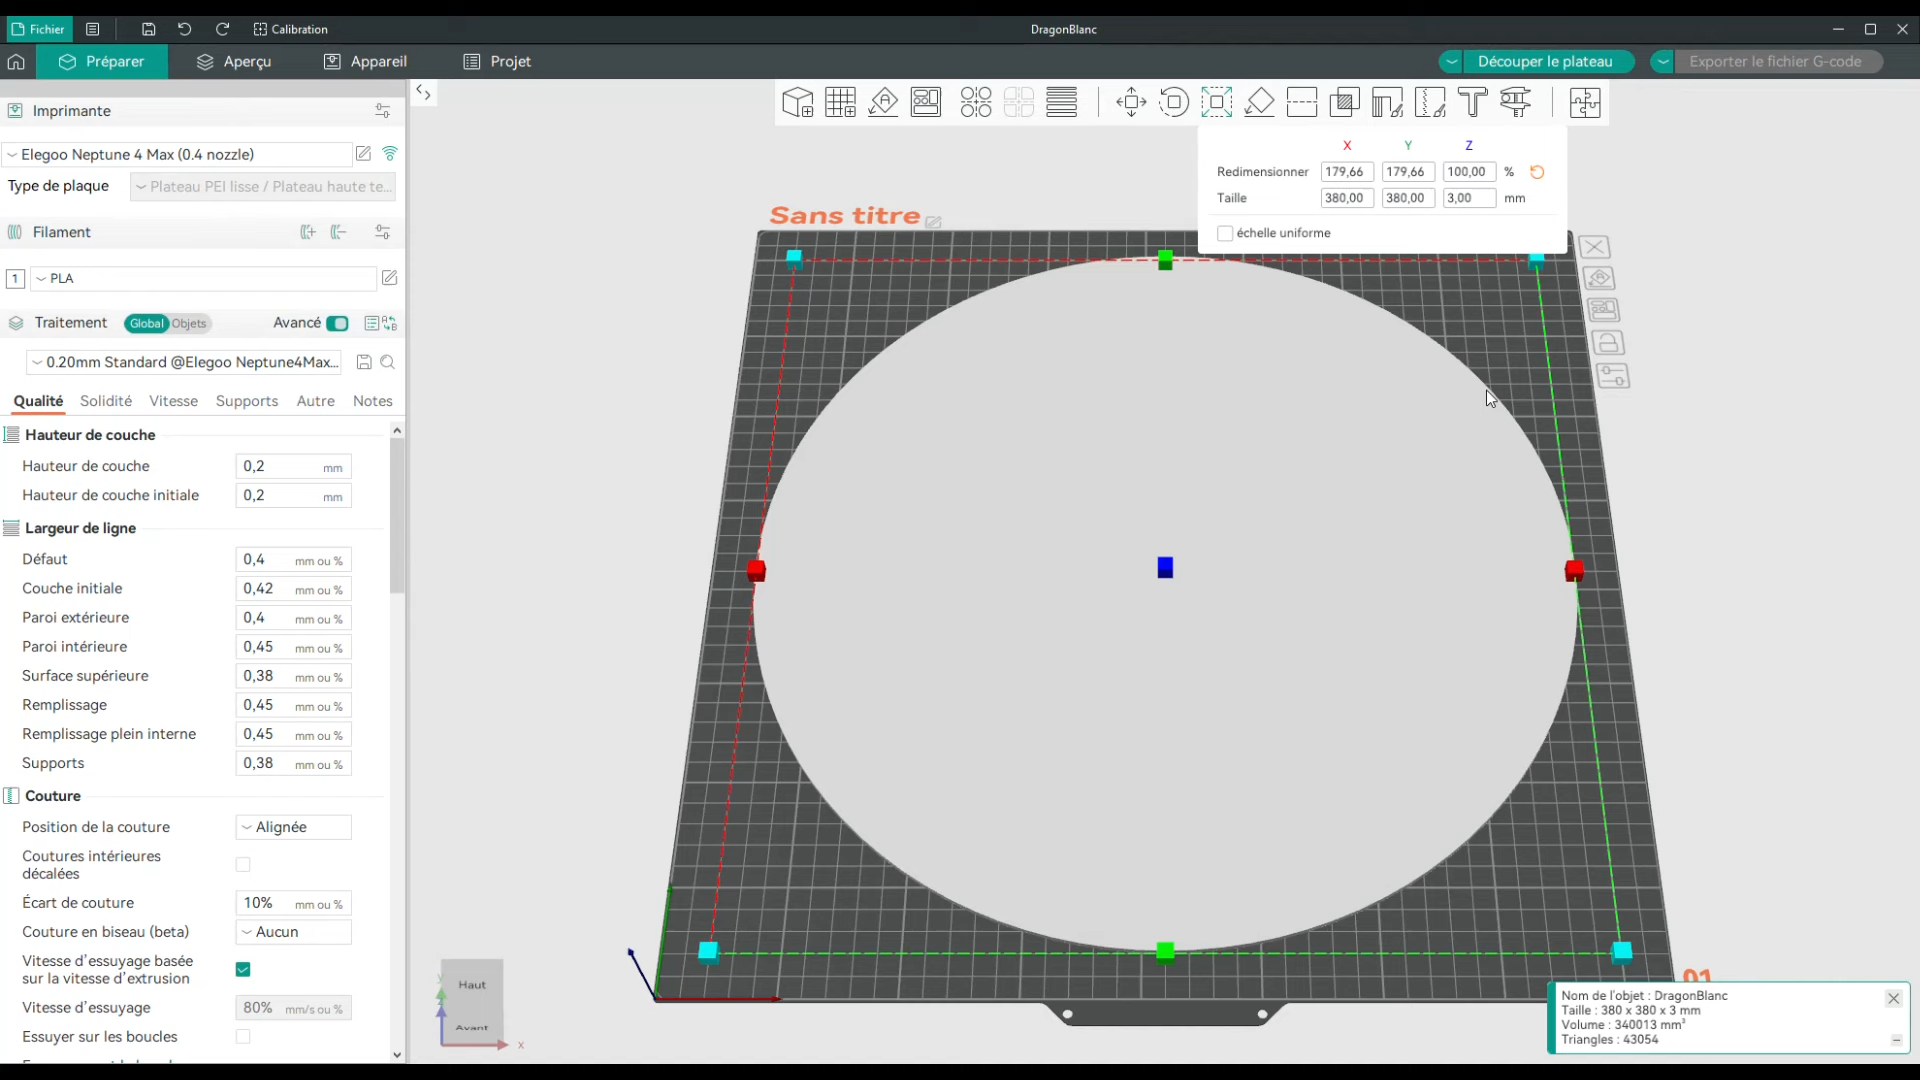 Fichier
Calibration
DragonBlanc
Préparer
Aperçu
Appareil
Projet
Découper le plateau
Exporter le fichier G-code
Imprimante
Elegoo Neptune 4 Max (0.4 nozzle)
Type de plaque
Plateau PEI lisse / Plateau haute te...
Filament
1
PLA
Traitement
Global
Objets
Avancé
0.20mm Standard @Elegoo Neptune4Max...
Qualité
Solidité
Vitesse
Supports
Autre
Notes
Hauteur de couche
Hauteur de couche 0,2 mm
Hauteur de couche initiale 0,2 mm
Largeur de ligne
Défaut 0,4 mm ou %
Couche initiale 0,42 mm ou %
Paroi extérieure 0,4 mm ou %
Paroi intérieure 0,45 mm ou %
Surface supérieure 0,38 mm ou %
Remplissage 0,45 mm ou %
Remplissage plein interne 0,45 mm ou %
Supports 0,38 mm ou %
Couture
Position de la couture Alignée
Coutures intérieures
décalées
Écart de couture 10% mm ou %
Couture en biseau (beta) Aucun
Vitesse d'essuyage basée
sur la vitesse d'extrusion
Vitesse d'essuyage 80% mm/s ou %
Essuyer sur les boucles
X Y Z
Redimensionner 179,66 179,66 100,00 %
Taille 380,00 380,00 3,00 mm
échelle uniforme
Sans titre
Haut
Avant
x
01
Nom de l'objet : DragonBlanc
Taille : 380 x 380 x 3 mm
Volume : 340013 mm³
Triangles : 43054